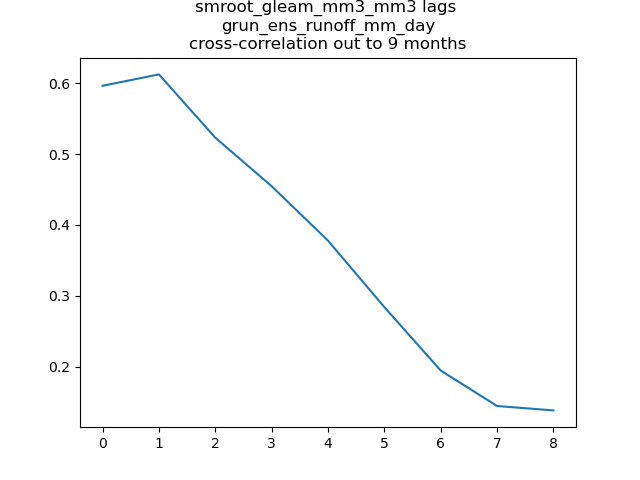 smroot_gleam_mm3_mm3 lags
grun_ens_runoff_mm_day
cross-correlation out to 9 months
0.6
0.5
0.4
0.3
0.2
0 1 2 3 4 5 6 7 8